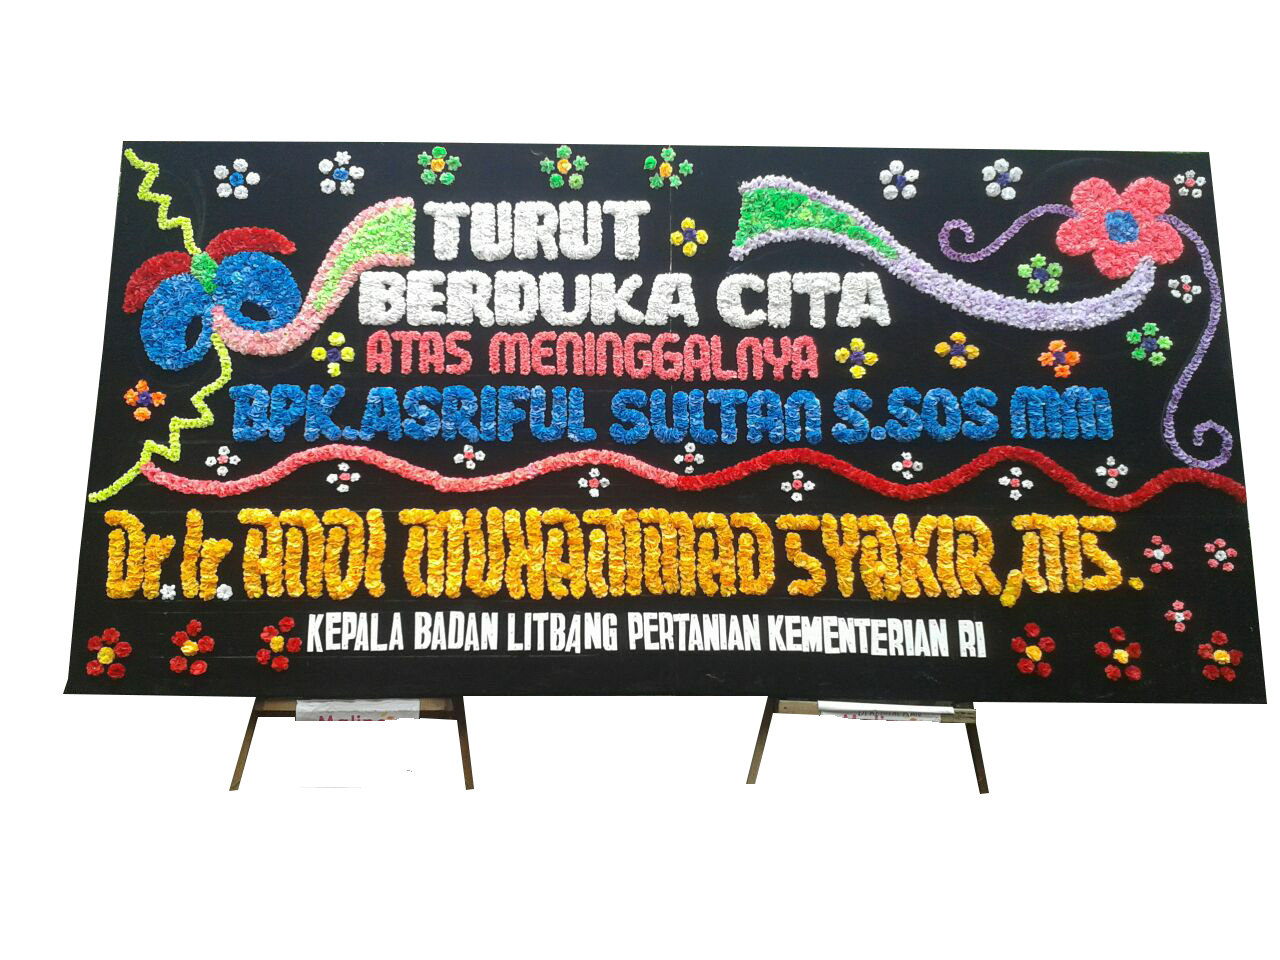 TURUT
BERDUKA CITA
ATAS MENINGGALNYA
BPK.ASRIFUL SULTAN S.SOS MM
Dr.Ir ANDI MUHAMMAD SYAKIR,MS.
KEPALA BADAN LITBANG PERTANIAN KEMENTERIAN RI